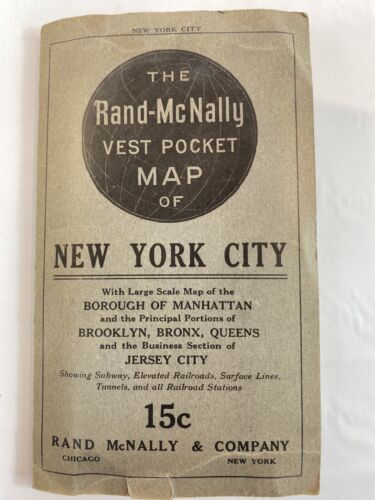 NEW YORK CITY
THE
Rand-McNally
VEST POCKET
MAP
OF
NEW YORK CITY
With Large Scale Map of the
BOROUGH OF MANHATTAN
and the Principal Portions of
BROOKLYN, BRONX, QUEENS
and the Business Section of
JERSEY CITY
Showing Subway, Elevated Railroads, Surface Lines,
Tunnels, and all Railroad Stations
15c
RAND McNALLY & COMPANY
CHICAGO NEW YORK